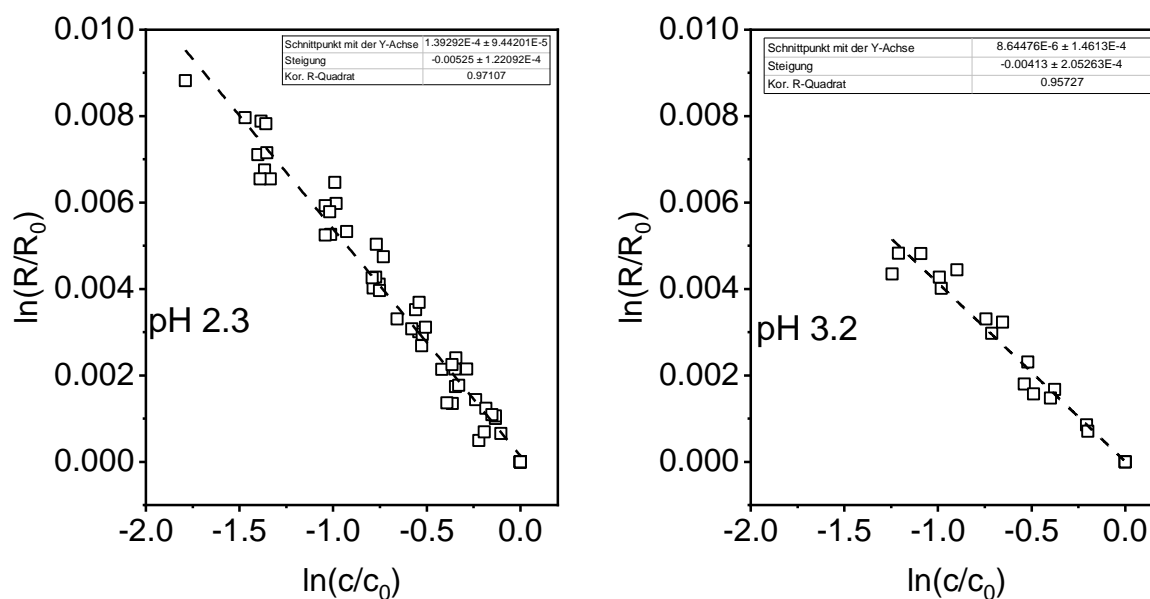 0.010
0.008
0.006
0.004
0.002
0.000
ln(R/R0)
Schnittpunkt mit der Y-Achse 1.39292E-4 ± 9.44201E-5
Steigung -0.00525 ± 1.22092E-4
Kor. R-Quadrat 0.97107
pH 2.3
-2.0 -1.5 -1.0 -0.5 0.0
ln(c/c0)
0.010
0.008
0.006
0.004
0.002
0.000
ln(R/R0)
Schnittpunkt mit der Y-Achse 8.64476E-6 ± 1.4613E-4
Steigung -0.00413 ± 2.05263E-4
Kor. R-Quadrat 0.95727
pH 3.2
-2.0 -1.5 -1.0 -0.5 0.0
ln(c/c0)